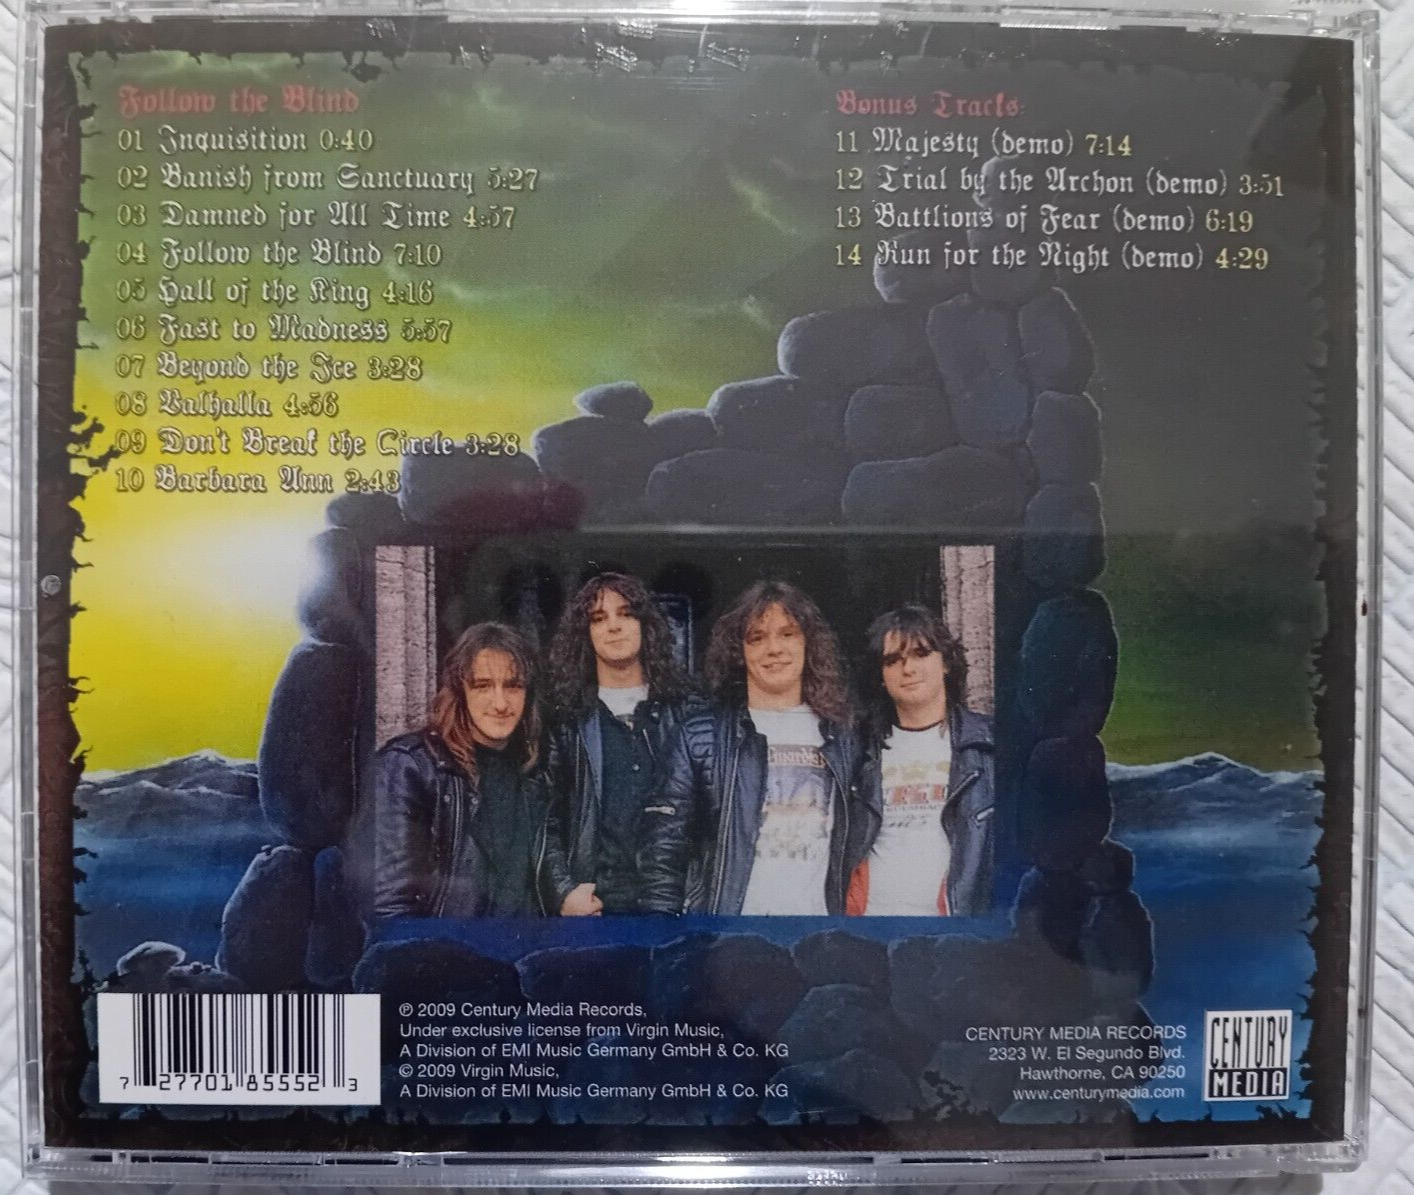 Follow the Blind
01 Inquisition 0:40
02 Banish from Sanctuary 5:27
03 Damned for All Time 4:57
04 Follow the Blind 7:10
05 Hall of the King 4:16
06 Fast to Madness 5:57
07 Beyond the Ice 3:28
08 Valhalla 4:56
09 Don't Break the Circle 3:28
10 Barbara Ann 2:43
Bonus Tracks:
11 Majesty (demo) 7:14
12 Trial by the Archon (demo) 3:51
13 Battlions of Fear (demo) 6:19
14 Run for the Night (demo) 4:29
7 27701 85552 3
℗ 2009 Century Media Records,
Under exclusive license from Virgin Music,
A Division of EMI Music Germany GmbH & Co. KG
© 2009 Virgin Music,
A Division of EMI Music Germany GmbH & Co. KG
CENTURY MEDIA RECORDS
2323 W. El Segundo Blvd.
Hawthorne, CA 90250
www.centurymedia.com
CENTURY
MEDIA